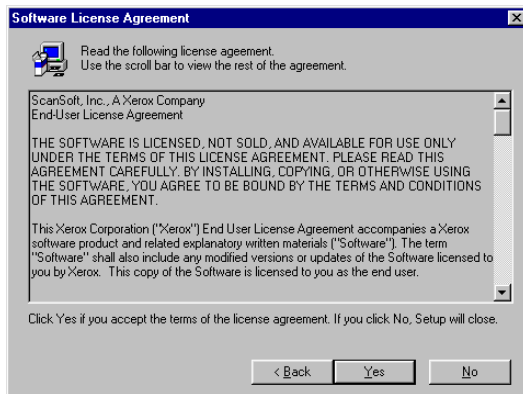 Software License Agreement
Read the following license ageement.
Use the scroll bar to view the rest of the agreement.
ScanSoft, Inc., A Xerox Company
End-User License Agreement
THE SOFTWARE IS LICENSED, NOT SOLD, AND AVAILABLE FOR USE ONLY
UNDER THE TERMS OF THIS LICENSE AGREEMENT. PLEASE READ THIS
AGREEMENT CAREFULLY. BY INSTALLING, COPYING, OR OTHERWISE USING
THE SOFTWARE, YOU AGREE TO BE BOUND BY THE TERMS AND CONDITIONS
OF THIS AGREEMENT.
This Xerox Corporation ("Xerox") End User License Agreement accompanies a Xerox
software product and related explanatory written materials ("Software"). The term
"Software" shall also include any modified versions or updates of the Software licensed to
you by Xerox. This copy of the Software is licensed to you as the end user.
Click Yes if you accept the terms of the license agreement. If you click No, Setup will close.
< Back Yes No